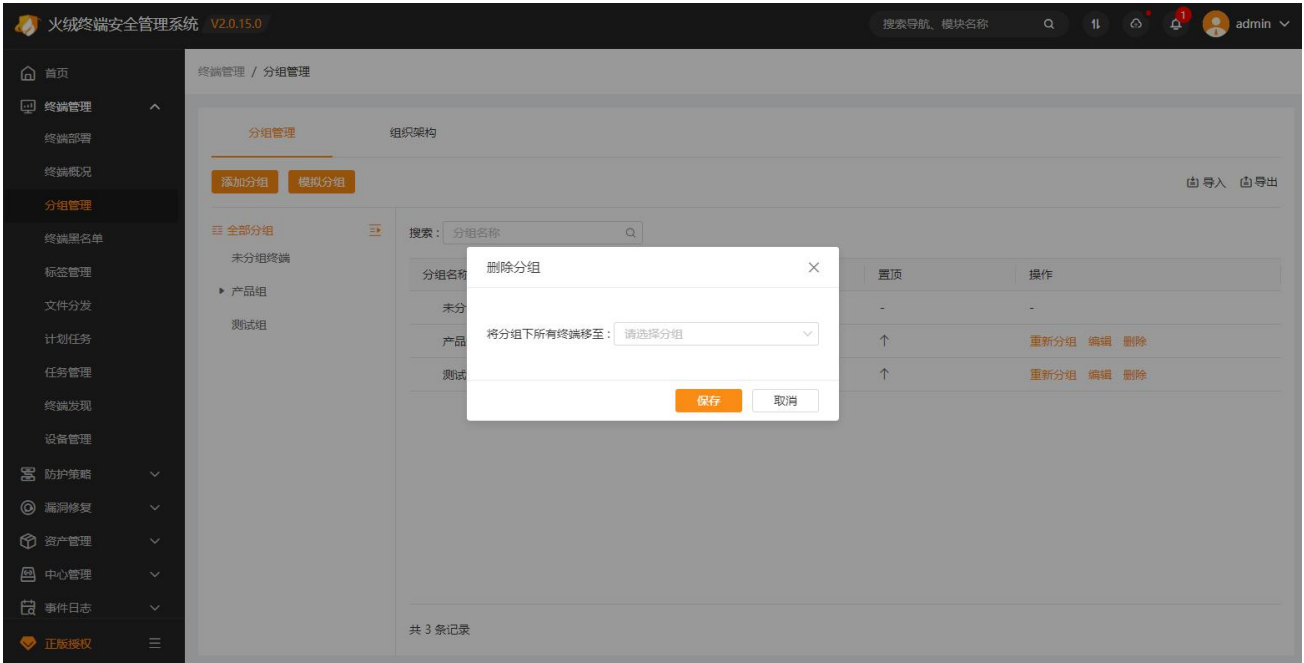 火绒终端安全管理系统 V2.0.15.0
搜索导航、模块名称
1
admin
首页
终端管理
终端部署
终端概况
分组管理
终端黑名单
标签管理
文件分发
计划任务
任务管理
终端发现
设备管理
防护策略
漏洞修复
资产管理
中心管理
事件日志
正版授权
终端管理 / 分组管理
分组管理 组织架构
添加分组 模拟分组 导入 导出
全部分组
未分组终端
产品组
测试组
搜索： 分组名称
分组名称 置顶 操作
未分 - -
产品 重新分组 编辑 删除
测试 重新分组 编辑 删除
删除分组
将分组下所有终端移至： 请选择分组
保存 取消
共 3 条记录